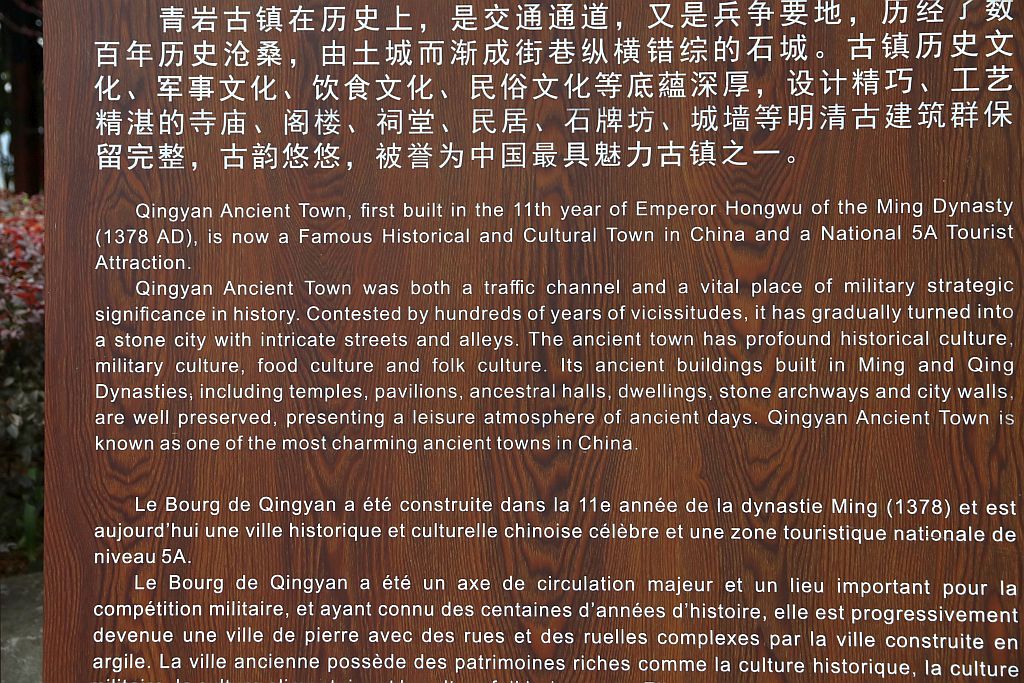 青岩古镇在历史上，是交通通道，又是兵争要地，历经了数
百年历史沧桑，由土城而渐成街巷纵横错综的石城。古镇历史文
化、军事文化、饮食文化、民俗文化等底蕴深厚，设计精巧、工艺
精湛的寺庙、阁楼、祠堂、民居、石牌坊、城墙等明清古建筑群保
留完整，古韵悠悠，被誉为中国最具魅力古镇之一。
Qingyan Ancient Town, first built in the 11th year of Emperor Hongwu of the Ming Dynasty
(1378 AD), is now a Famous Historical and Cultural Town in China and a National 5A Tourist
Attraction.
Qingyan Ancient Town was both a traffic channel and a vital place of military strategic
significance in history. Contested by hundreds of years of vicissitudes, it has gradually turned into
a stone city with intricate streets and alleys. The ancient town has profound historical culture,
military culture, food culture and folk culture. Its ancient buildings built in Ming and Qing
Dynasties, including temples, pavilions, ancestral halls, dwellings, stone archways and city walls,
are well preserved, presenting a leisure atmosphere of ancient days. Qingyan Ancient Town is
known as one of the most charming ancient towns in China.
Le Bourg de Qingyan a été construite dans la 11e année de la dynastie Ming (1378) et est
aujourd'hui une ville historique et culturelle chinoise célèbre et une zone touristique nationale de
niveau 5A.
Le Bourg de Qingyan a été un axe de circulation majeur et un lieu important pour la
compétition militaire, et ayant connu des centaines d'années d'histoire, elle est progressivement
devenue une ville de pierre avec des rues et des ruelles complexes par la ville construite en
argile. La ville ancienne possède des patrimoines riches comme la culture historique, la culture